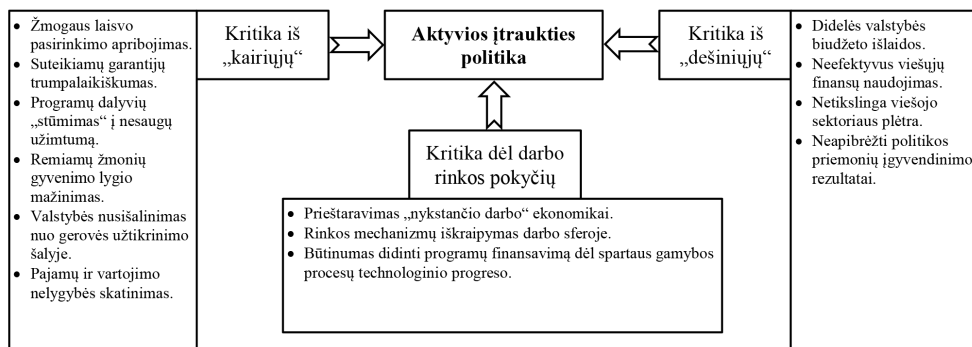 • Žmogaus laisvo
pasirinkimo apribojimas.
• Suteikiamų garantijų
trumpalaikiškumas.
• Programų dalyvių
„stūmimas“ į nesaugų
užimtumą.
• Remiamų žmonių
gyvenimo lygio
mažinimas.
• Valstybės nusišalinimas
nuo gerovės užtikrinimo
šalyje.
• Pajamų ir vartojimo
nelygybės skatinimas.
Kritika iš
„kairiųjų“
Aktyvios įtraukties
politika
Kritika iš
„dešiniųjų“
• Didelės valstybės
biudžeto išlaidos.
• Neefektyvus viešųjų
finansų naudojimas.
• Netikslinga viešojo
sektoriaus plėtra.
• Neapibrėžti politikos
priemonių įgyvendinimo
rezultatai.
Kritika dėl darbo
rinkos pokyčių
• Prieštaravimas „nykstančio darbo“ ekonomikai.
• Rinkos mechanizmų iškraipymas darbo sferoje.
• Būtinumas didinti programų finansavimą dėl spartaus gamybos
procesų technologinio progreso.